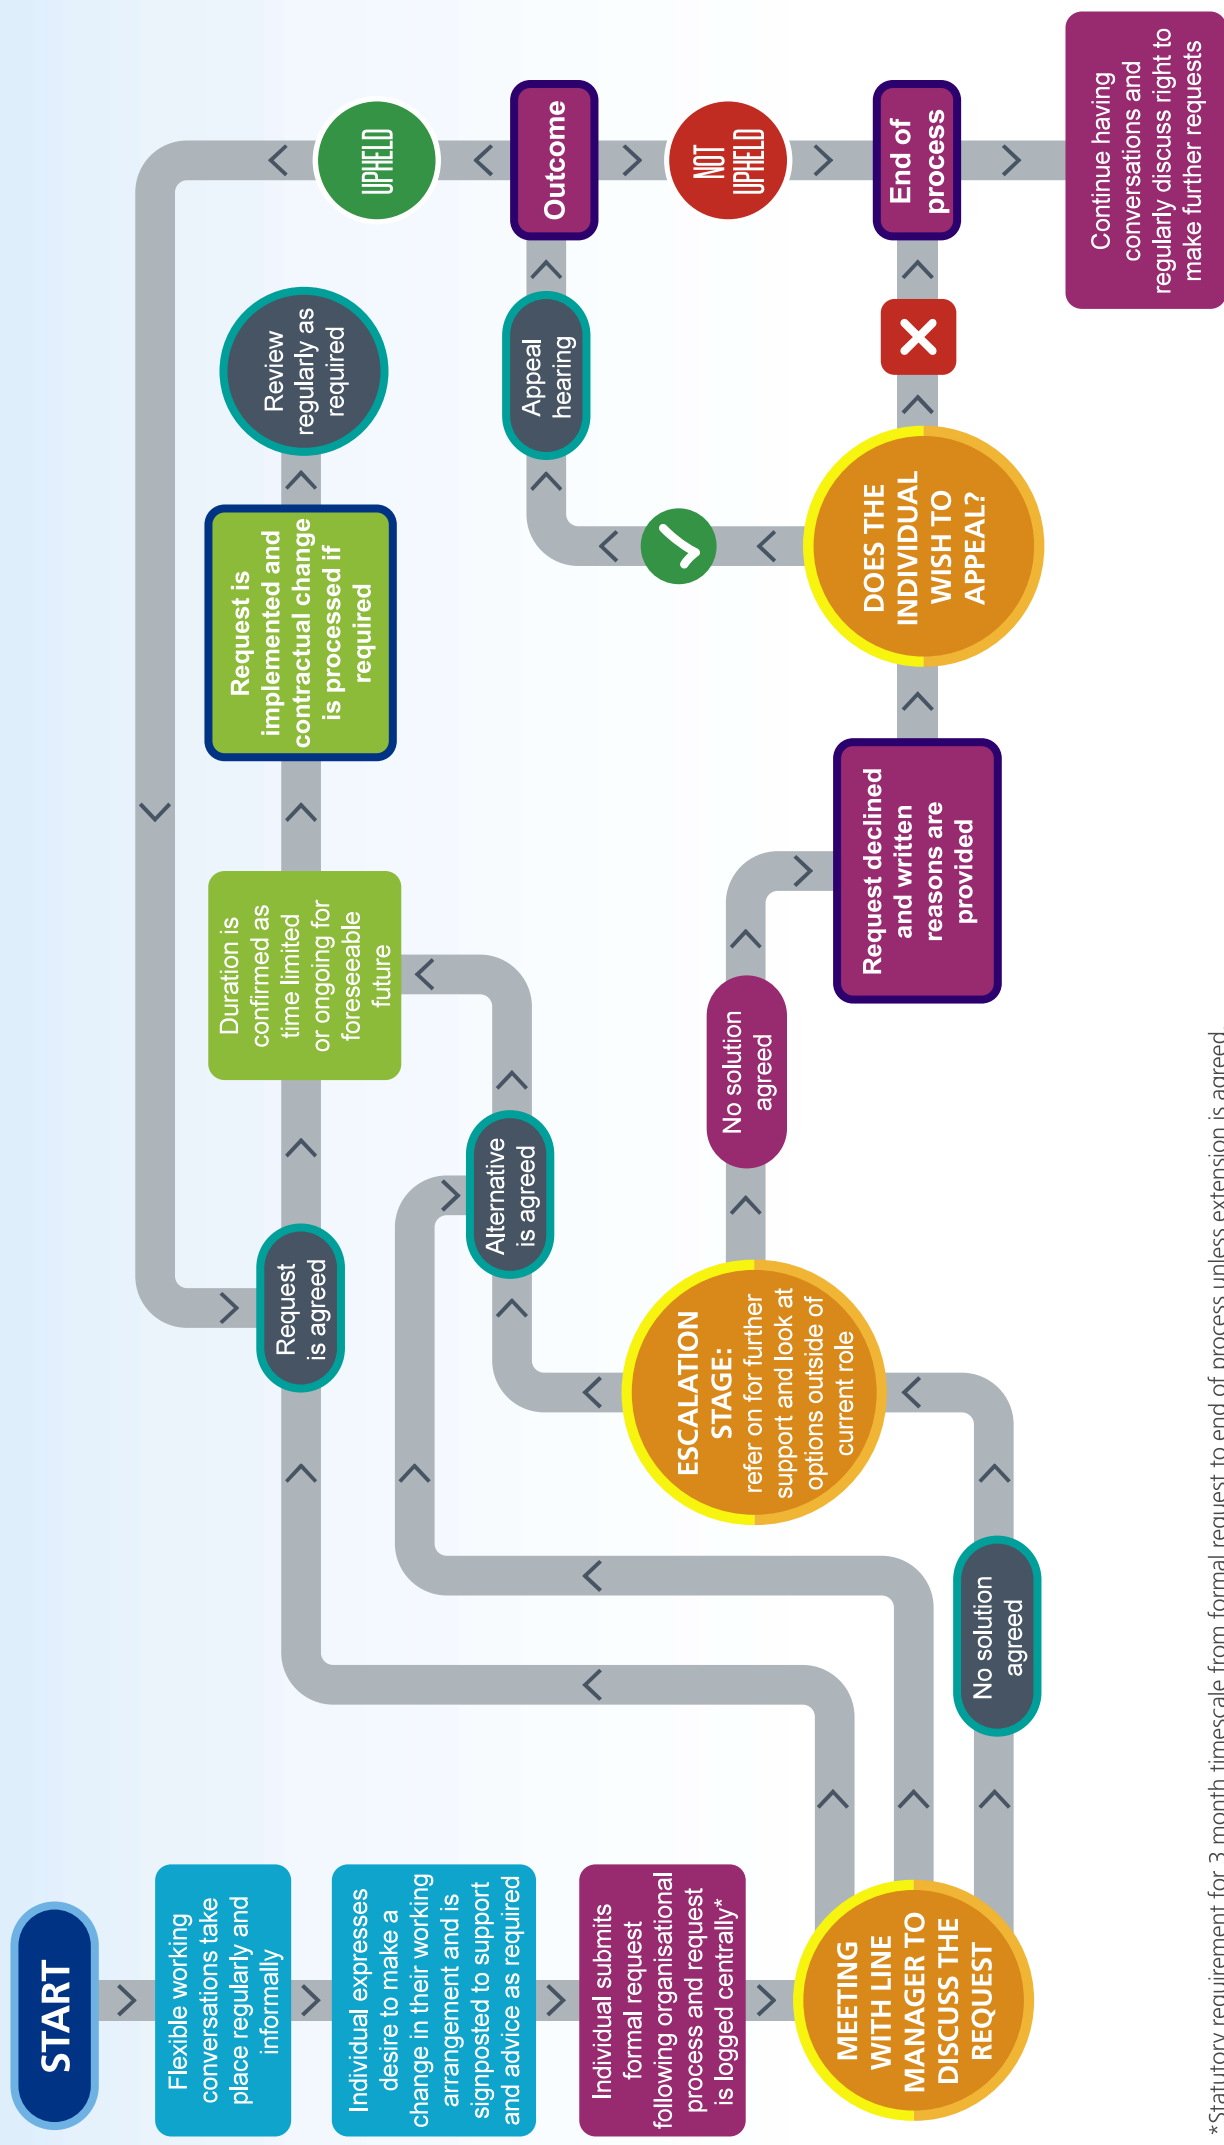 START
Flexible working
conversations take
place regularly and
informally
Individual expresses
desire to make a
change in their working
arrangement and is
signposted to support
and advice as required
Individual submits
formal request
following organisational
process and request
is logged centrally*
MEETING
WITH LINE
MANAGER TO
DISCUSS THE
REQUEST
No solution
agreed
ESCALATION
STAGE:
refer on for further
support and look at
options outside of
current role
Request
is agreed
Alternative
is agreed
No solution
agreed
Duration is
confirmed as
time limited
or ongoing for
foreseeable
future
Request is
implemented and
contractual change
is processed if
required
Review
regularly as
required
Request declined
and written
reasons are
provided
DOES THE
INDIVIDUAL
WISH TO
APPEAL?
Appeal
hearing
UPHELD
Outcome
NOT
UPHELD
End of
process
Continue having
conversations and
regularly discuss right to
make further requests
*Statutory requirement for 3 month timescale from formal request to end of process unless extension is agreed.